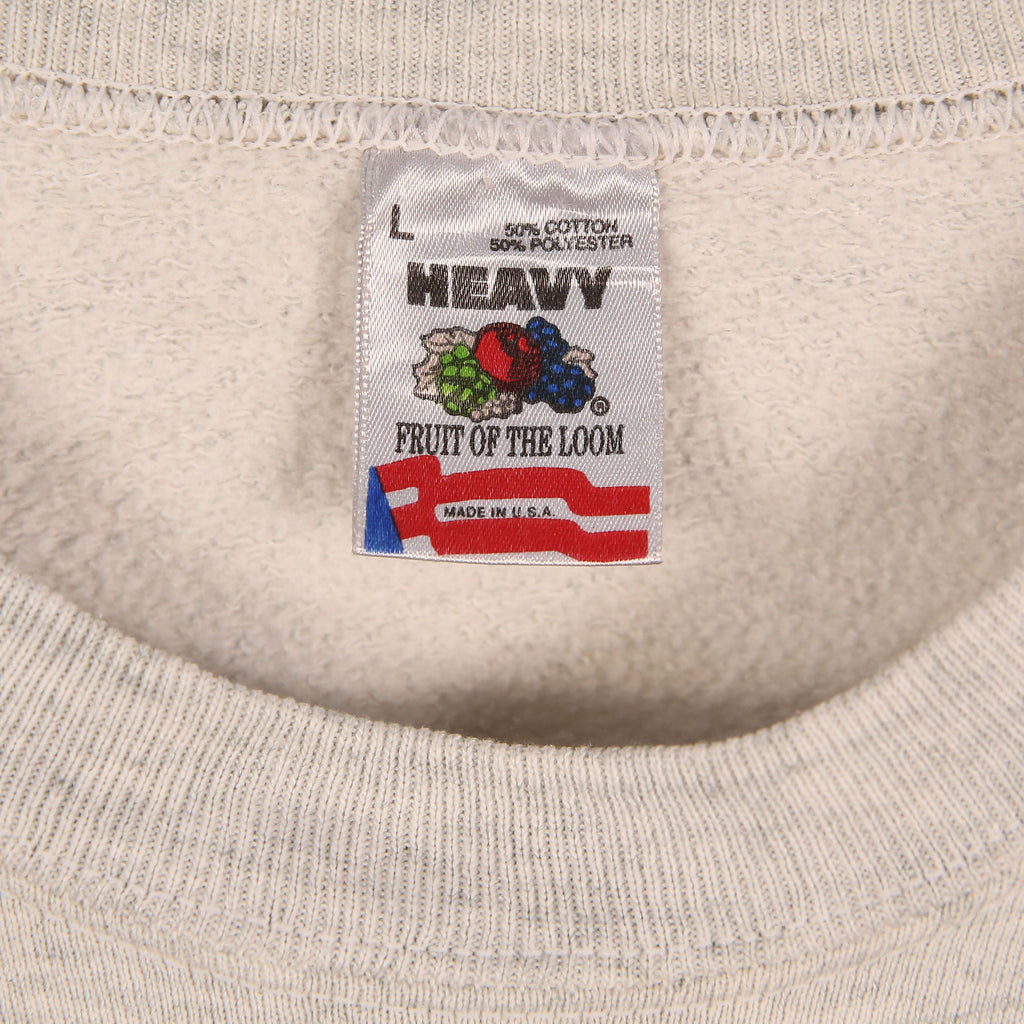 L
50% COTTON
50% POLYESTER
HEAVY
®
FRUIT OF THE LOOM
MADE IN U.S.A.